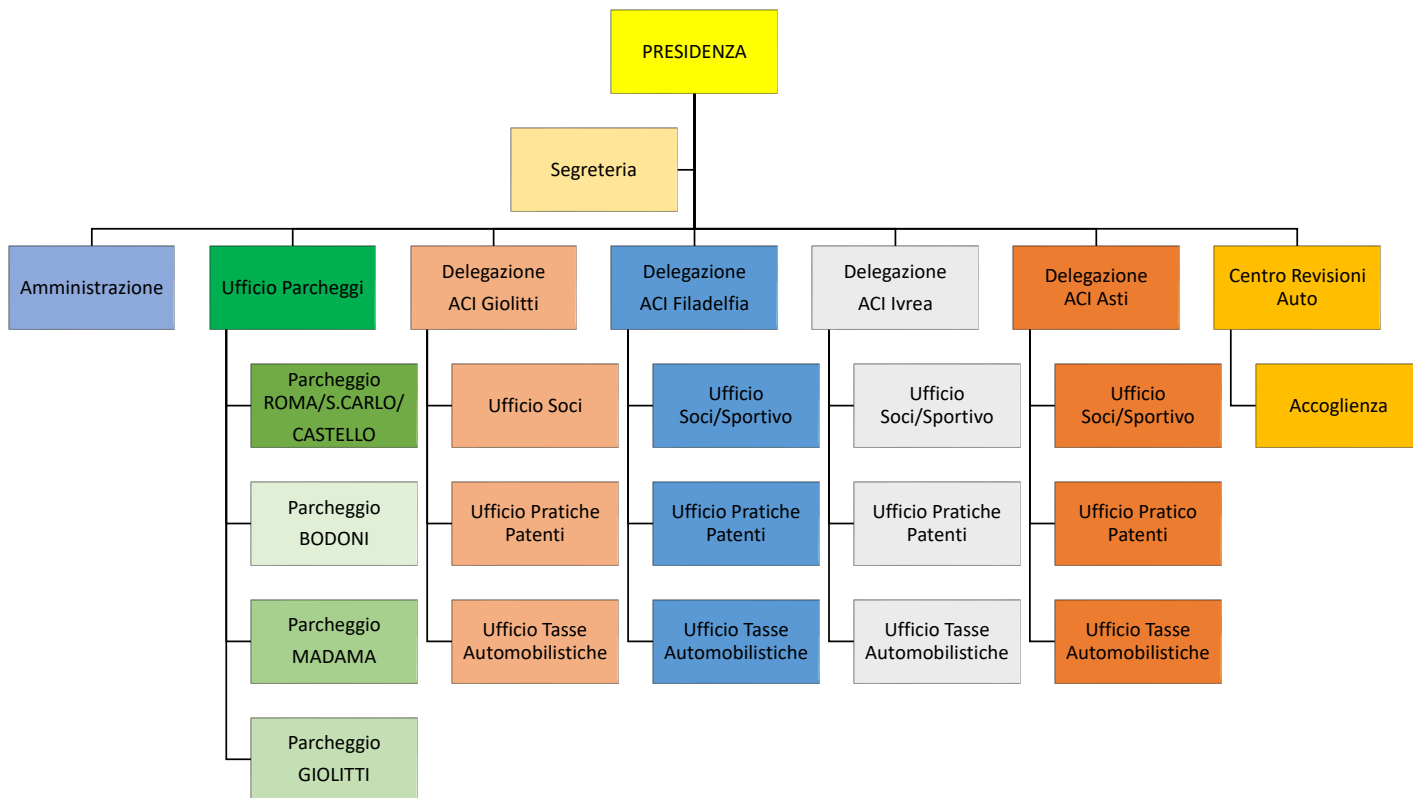 PRESIDENZA
Segreteria
Amministrazione
Ufficio Parcheggi
Delegazione
ACI Giolitti
Delegazione
ACI Filadelfia
Delegazione
ACI Ivrea
Delegazione
ACI Asti
Centro Revisioni
Auto
Parcheggio
ROMA/S.CARLO/
CASTELLO
Ufficio Soci
Ufficio
Soci/Sportivo
Ufficio
Soci/Sportivo
Ufficio
Soci/Sportivo
Accoglienza
Parcheggio
BODONI
Ufficio Pratiche
Patenti
Ufficio Pratiche
Patenti
Ufficio Pratiche
Patenti
Ufficio Pratico
Patenti
Parcheggio
MADAMA
Ufficio Tasse
Automobilistiche
Ufficio Tasse
Automobilistiche
Ufficio Tasse
Automobilistiche
Ufficio Tasse
Automobilistiche
Parcheggio
GIOLITTI